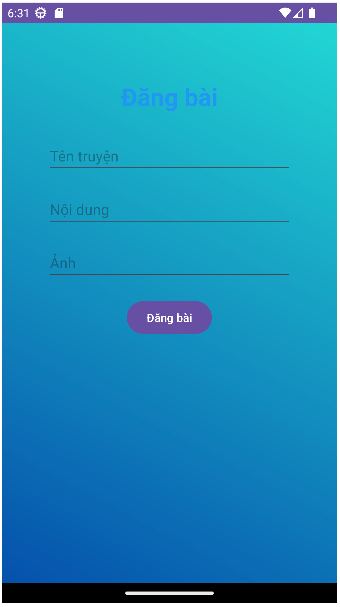 6:31
Đăng bài
Tên truyện
Nội dung
Ảnh
Đăng bài